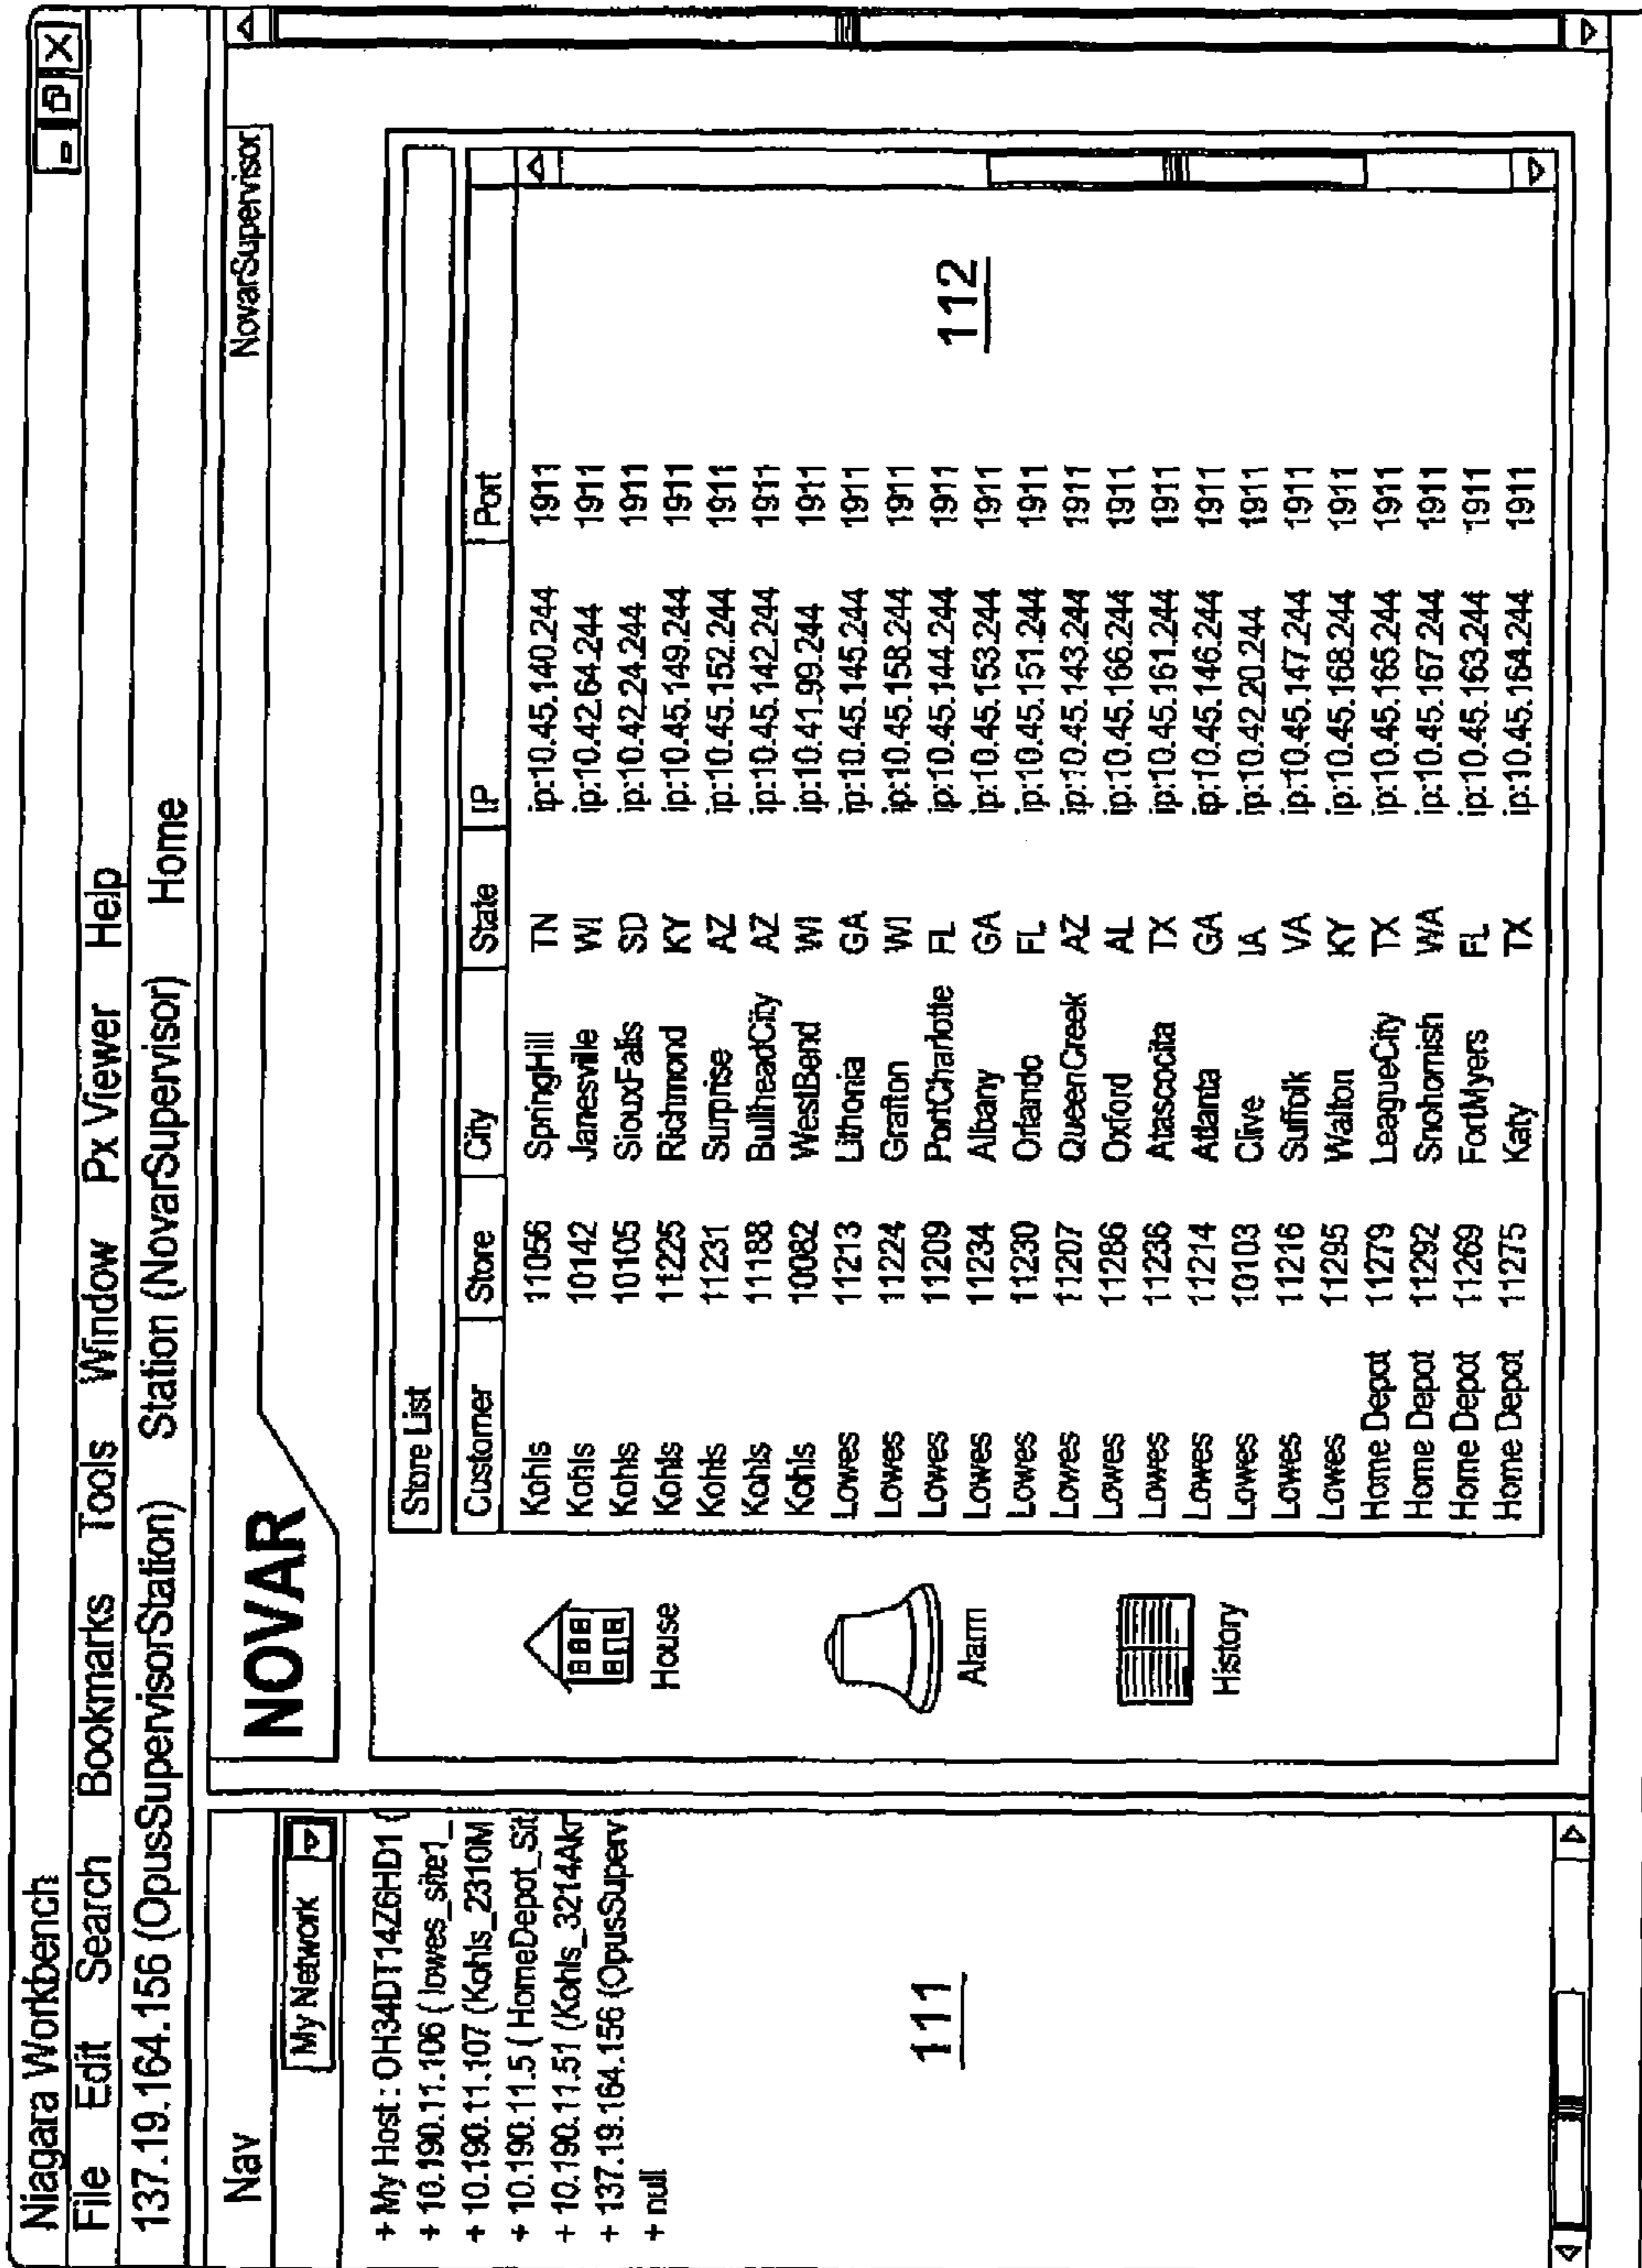 Niagara Workbench
File Edit Search Bookmarks Tools Window Px Viewer Help
137.19.164.156 (OpusSupervisorStation) Station (NovarSupervisor) Home
Nav
My Network
+ My Host : OH34DT14Z6HD1 (
+ 10.190.11.106 ( lowes_site1_
+ 10.190.11.107 (Kohls_2310M
+ 10.190.11.5 ( HomeDepot_Sit
+ 10.190.11.51 (Kohls_3214Akr
+ 137.19.164.156 (OpusSuperv
+ null
111
NOVAR
NovarSupervisor
House
Alarm
History
Store List
Customer Store City State IP Port
Kohls 11056 SpringHill TN ip:10.45.140.244 1911
Kohls 10142 Janesville WI ip:10.42.64.244 1911
Kohls 10105 SiouxFalls SD ip:10.42.24.244 1911
Kohls 11225 Richmond KY ip:10.45.149.244 1911
Kohls 11231 Surprise AZ ip:10.45.152.244 1911
Kohls 11188 BullheadCity AZ ip:10.45.142.244 1911
Kohls 10082 WestBend WI ip:10.41.99.244 1911
Lowes 11213 Lithonia GA ip:10.45.145.244 1911
Lowes 11224 Grafton WI ip:10.45.158.244 1911
Lowes 11209 PortCharlotte FL ip:10.45.144.244 1911
Lowes 11234 Albany GA ip:10.45.153.244 1911
Lowes 11230 Orlando FL ip:10.45.151.244 1911
Lowes 11207 QueenCreek AZ ip:10.45.143.244 1911
Lowes 11286 Oxford AL ip:10.45.166.244 1911
Lowes 11236 Atascocita TX ip:10.45.161.244 1911
Lowes 11214 Atlanta GA ip:10.45.146.244 1911
Lowes 10103 Clive IA ip:10.42.20.244 1911
Lowes 11216 Suffolk VA ip:10.45.147.244 1911
Lowes 11295 Walton KY ip:10.45.168.244 1911
Home Depot 11279 LeagueCity TX ip:10.45.165.244 1911
Home Depot 11292 Snohomish WA ip:10.45.167.244 1911
Home Depot 11269 FortMyers FL ip:10.45.163.244 1911
Home Depot 11275 Katy TX ip:10.45.164.244 1911
112